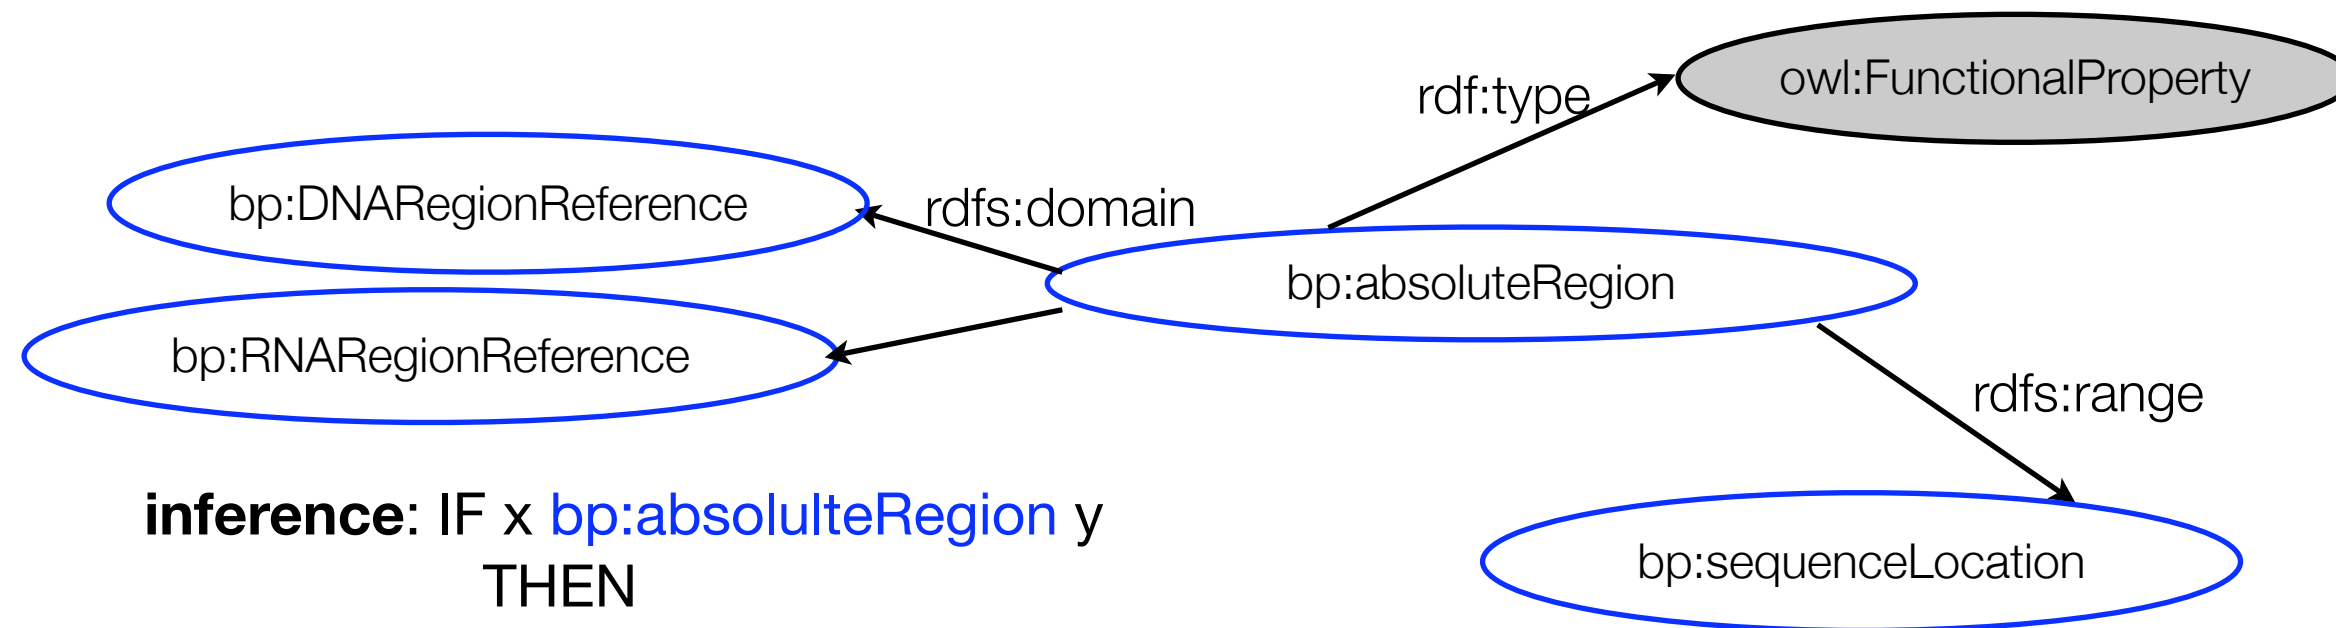 owl:FunctionalProperty
rdf:type
bp:DNARegionReference
rdfs:domain
bp:absoluteRegion
bp:RNARegionReference
rdfs:range
inference: IF x bp:absolulteRegion y
THEN
bp:sequenceLocation